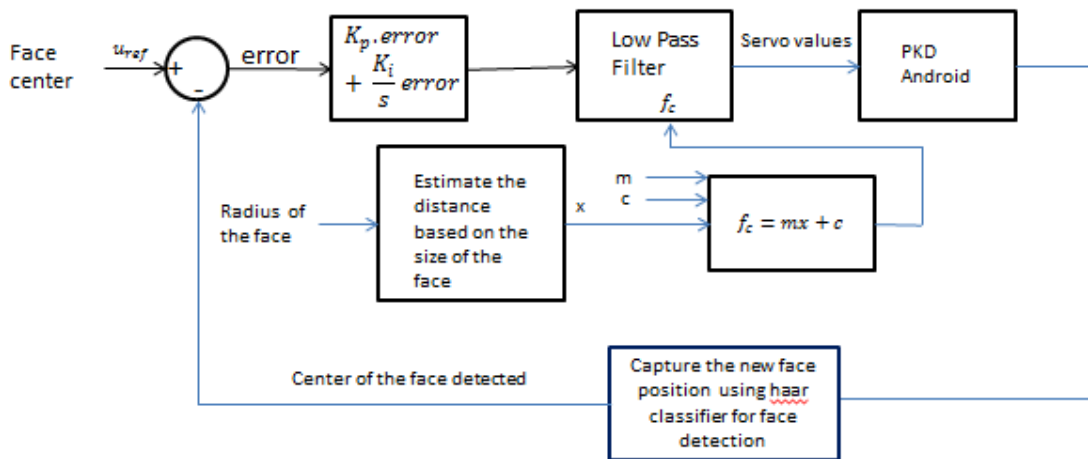 Face
center
u_ref
+
-
error
K_p.error
+ K_i/s error
Low Pass
Filter
f_c
Servo values
PKD
Android
Radius of
the face
Estimate the
distance
based on the
size of the
face
x
m
c
f_c = mx + c
Center of the face detected
Capture the new face
position using haar
classifier for face
detection